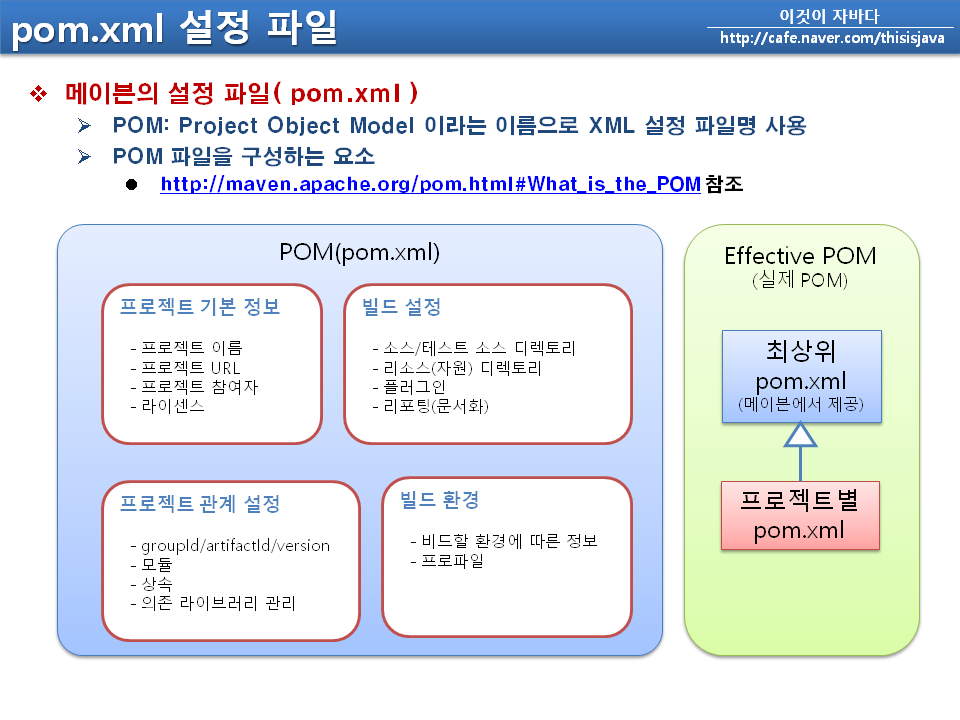 pom.xml 설정 파일
이것이 자바다
http://cafe.naver.com/thisisjava
메이븐의 설정 파일( pom.xml )
POM: Project Object Model 이라는 이름으로 XML 설정 파일명 사용
POM 파일을 구성하는 요소
http://maven.apache.org/pom.html#What_is_the_POM 참조
POM(pom.xml)
프로젝트 기본 정보
- 프로젝트 이름
- 프로젝트 URL
- 프로젝트 참여자
- 라이센스
빌드 설정
- 소스/테스트 소스 디렉토리
- 리소스(자원) 디렉토리
- 플러그인
- 리포팅(문서화)
프로젝트 관계 설정
- groupId/artifactId/version
- 모듈
- 상속
- 의존 라이브러리 관리
빌드 환경
- 비드할 환경에 따른 정보
- 프로파일
Effective POM
(실제 POM)
최상위
pom.xml
(메이븐에서 제공)
프로젝트별
pom.xml